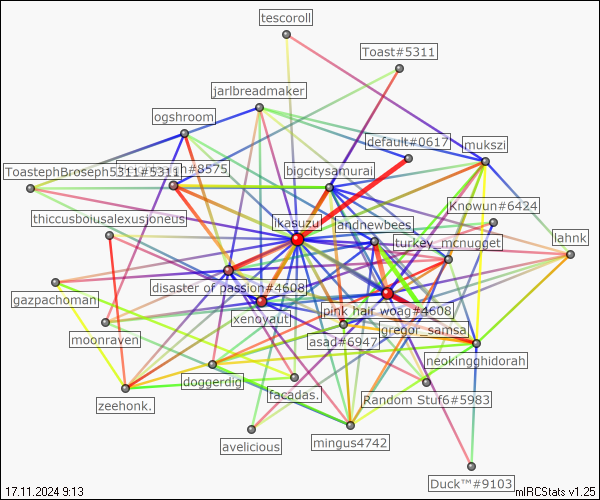 tescoroll
Toast#5311
jarlbreadmaker
ogshroom
default#0617
mukszi
ToastephBroseph5311#5311
#8575
bigcitysamurai
Knowun#6424
thiccusboiusalexusjoneus
ikasuzu
andnewbees
turkey_mcnugget
lahnk
disaster of passion#4608
pink hair woag#4608
gazpachoman
xenoyaut
gregor_samsa
moonraven
asad#6947
neokingghidorah
doggerdig
facadas.
Random Stuf6#5983
zeehonk.
avelicious
mingus4742
Duck™#9103
17.11.2024 9:13
mIRCStats v1.25